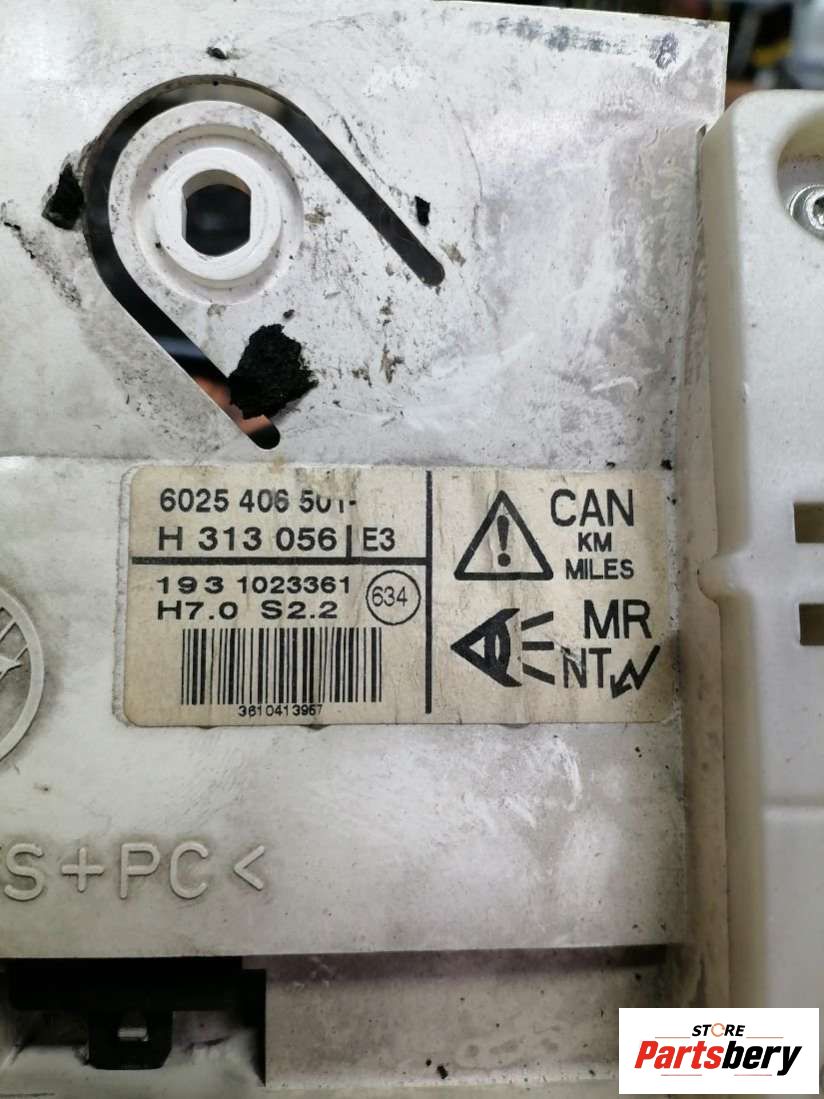 6025 406 501-
H 313 056 E3
193 1023361
H7.0 S2.2
634
3610413967
CAN
KM
MILES
MR
NT
S+PC<
STORE
Partsbery